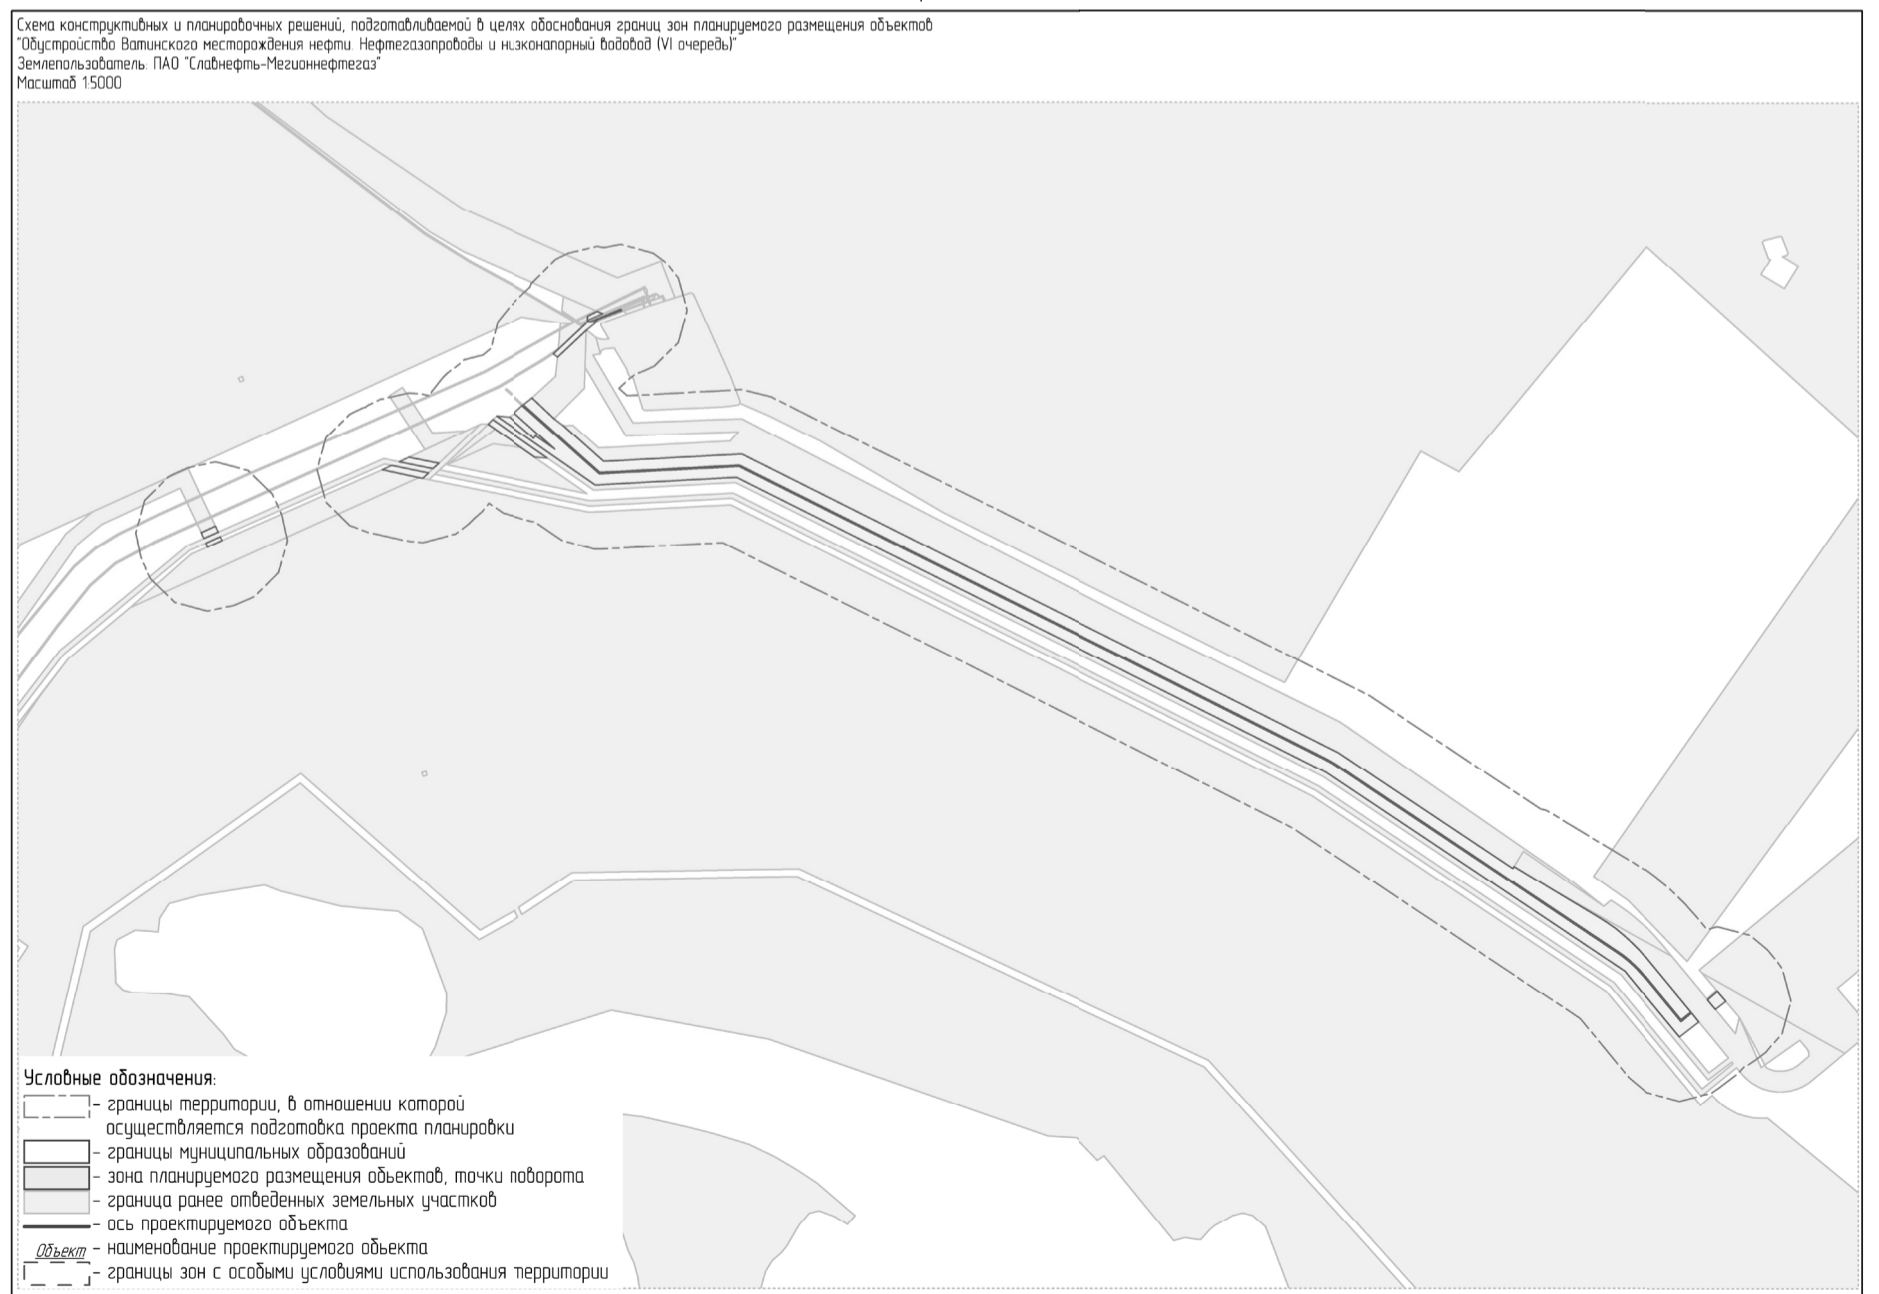 Схема конструктивных и планировочных решений, подготавливаемой в целях обоснования границ зон планируемого размещения объектов
"Обустройство Ватинского месторождения нефти. Нефтегазопроводы и низконапорный водовод (VI очередь)"
Землепользователь: ПАО "Славнефть-Мегионнефтегаз"
Масштаб 1:5000
Условные обозначения:
- границы территории, в отношении которой
осуществляется подготовка проекта планировки
- границы муниципальных образований
- зона планируемого размещения объектов, точки поворота
- граница ранее отведенных земельных участков
- ось проектируемого объекта
Объект - наименование проектируемого объекта
- границы зон с особыми условиями использования территории